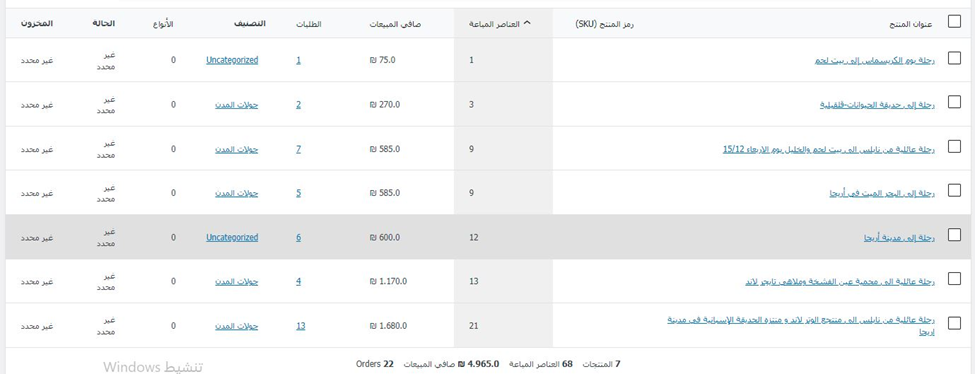 عنوان المنتج رمز المنتج (SKU) العناصر المباعة صافي المبيعات الطلبات التصنيف الأنواع الحالة المخزون
رحلة يوم الكريسماس إلى بيت لحم 1 75.0 ₪ 1 Uncategorized 0 غير محدد غير محدد
رحلة إلى حديقة الحيوانات-قلقيلية 3 270.0 ₪ 2 جولات المدن 0 غير محدد غير محدد
رحلة عائلية من نابلس الى بيت لحم والخليل يوم الاربعاء 15/12 9 585.0 ₪ 7 جولات المدن 0 غير محدد غير محدد
رحلة إلى البحر الميت في أريحا 9 585.0 ₪ 5 جولات المدن 0 غير محدد غير محدد
رحلة إلى مدينة أريحا 12 600.0 ₪ 6 Uncategorized 0 غير محدد غير محدد
رحلة عائلية الى محمية عين الفشخة وملاهي تايجر لاند 13 1.170.0 ₪ 4 جولات المدن 0 غير محدد غير محدد
رحلة عائلية من نابلس الى منتجع الوتر لاند و منتزه الحديقة الإسبانية في مدينة اريحا 21 1.680.0 ₪ 13 جولات المدن 0 غير محدد غير محدد
7 المنتجات 68 العناصر المباعة 4.965.0 ₪ صافي المبيعات 22 Orders
تنشيط Windows